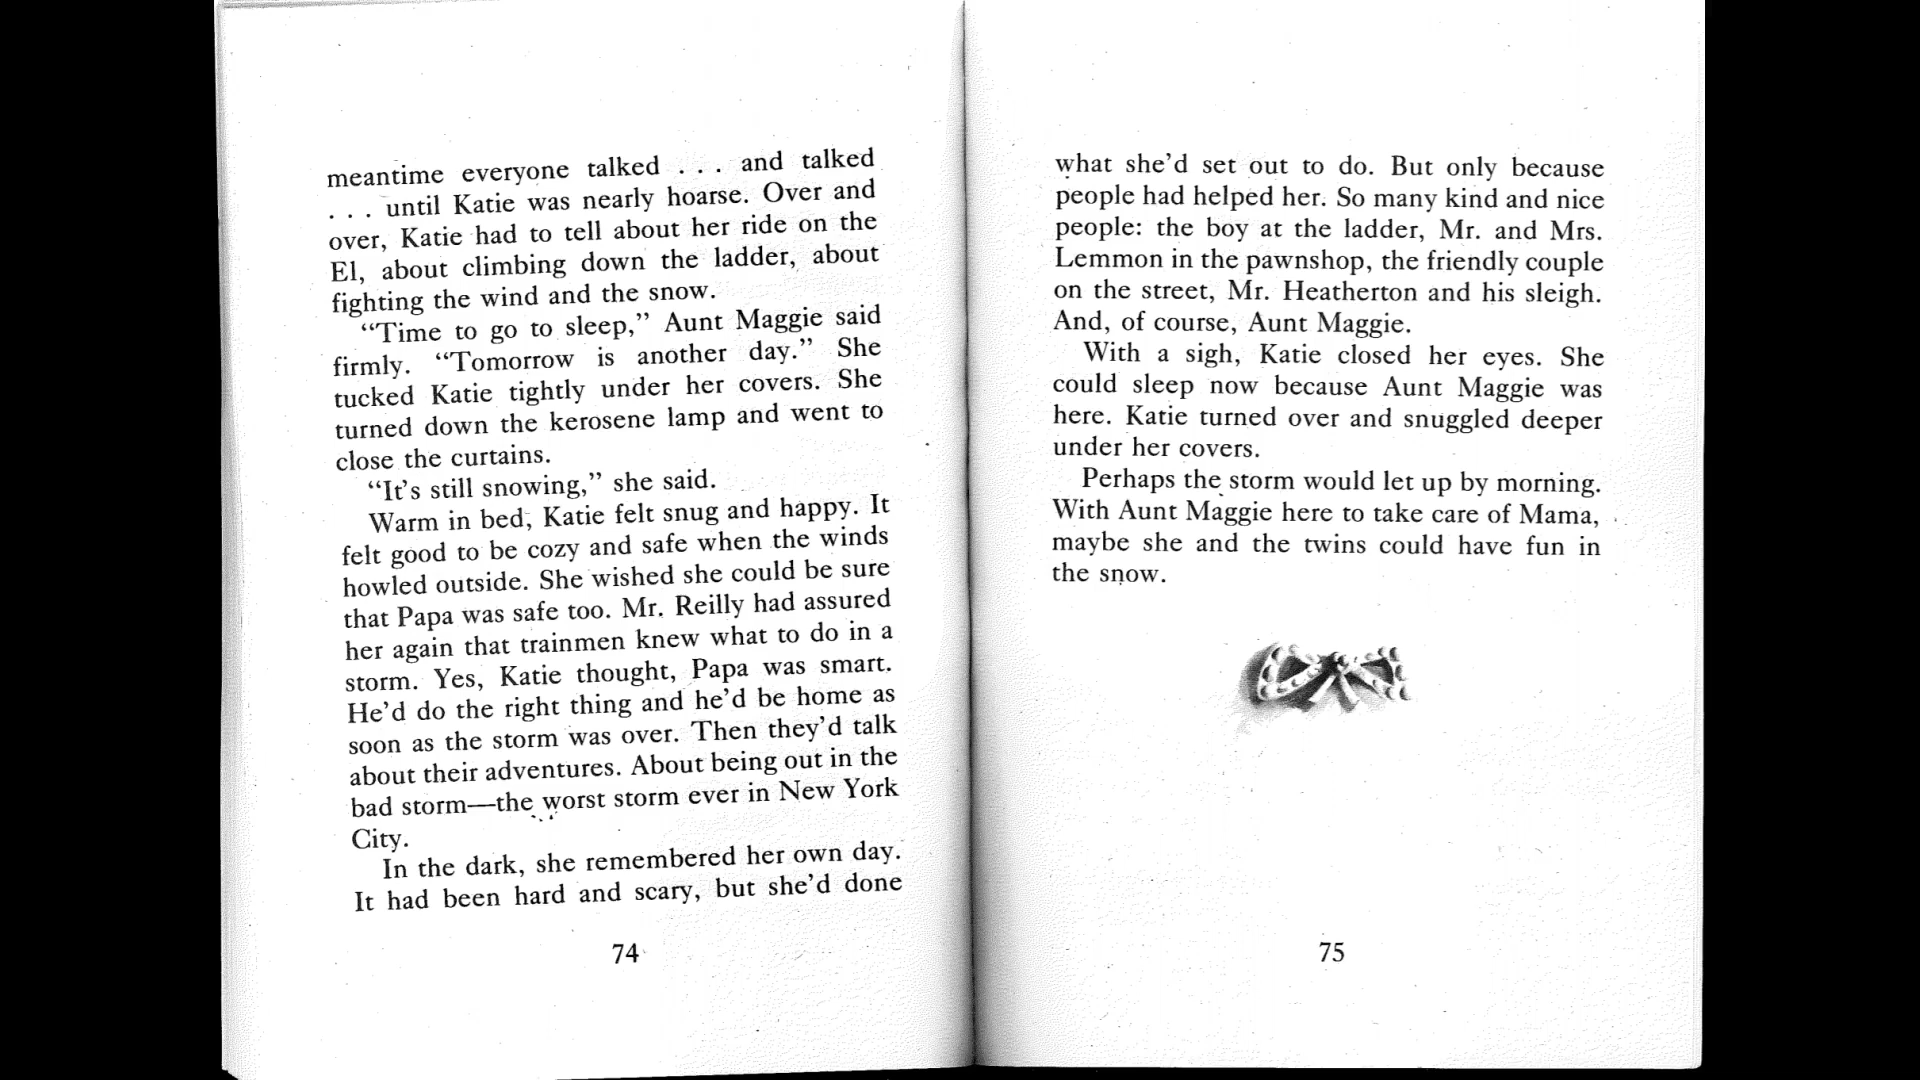 meantime everyone talked . . . and talked
. . . until Katie was nearly hoarse. Over and
over, Katie had to tell about her ride on the
El, about climbing down the ladder, about
fighting the wind and the snow.
“Time to go to sleep,” Aunt Maggie said
firmly. “Tomorrow is another day.” She
tucked Katie tightly under her covers. She
turned down the kerosene lamp and went to
close the curtains.
“It’s still snowing,” she said.
Warm in bed, Katie felt snug and happy. It
felt good to be cozy and safe when the winds
howled outside. She wished she could be sure
that Papa was safe too. Mr. Reilly had assured
her again that trainmen knew what to do in a
storm. Yes, Katie thought, Papa was smart.
He’d do the right thing and he’d be home as
soon as the storm was over. Then they’d talk
about their adventures. About being out in the
bad storm—the worst storm ever in New York
City.
In the dark, she remembered her own day.
It had been hard and scary, but she’d done
74
what she’d set out to do. But only because
people had helped her. So many kind and nice
people: the boy at the ladder, Mr. and Mrs.
Lemmon in the pawnshop, the friendly couple
on the street, Mr. Heatherton and his sleigh.
And, of course, Aunt Maggie.
With a sigh, Katie closed her eyes. She
could sleep now because Aunt Maggie was
here. Katie turned over and snuggled deeper
under her covers.
Perhaps the storm would let up by morning.
With Aunt Maggie here to take care of Mama,
maybe she and the twins could have fun in
the snow.
75